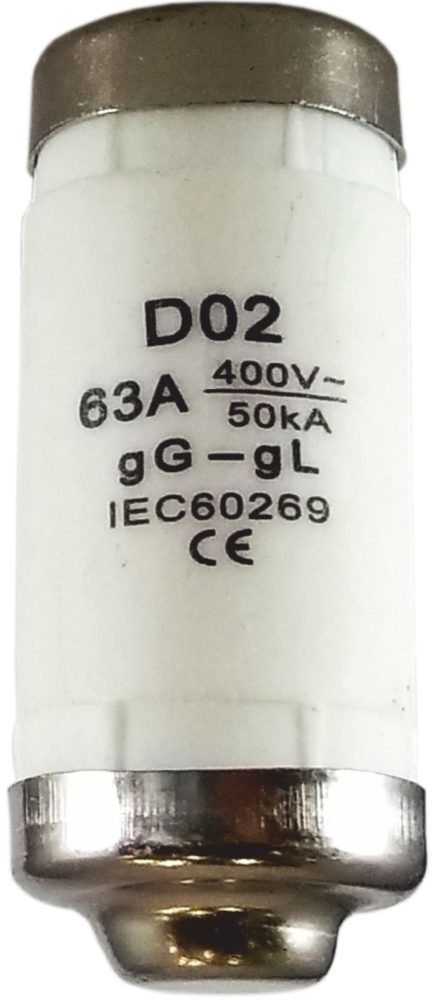 D02
63A 400V~
50kA
gG-gL
IEC60269
CE